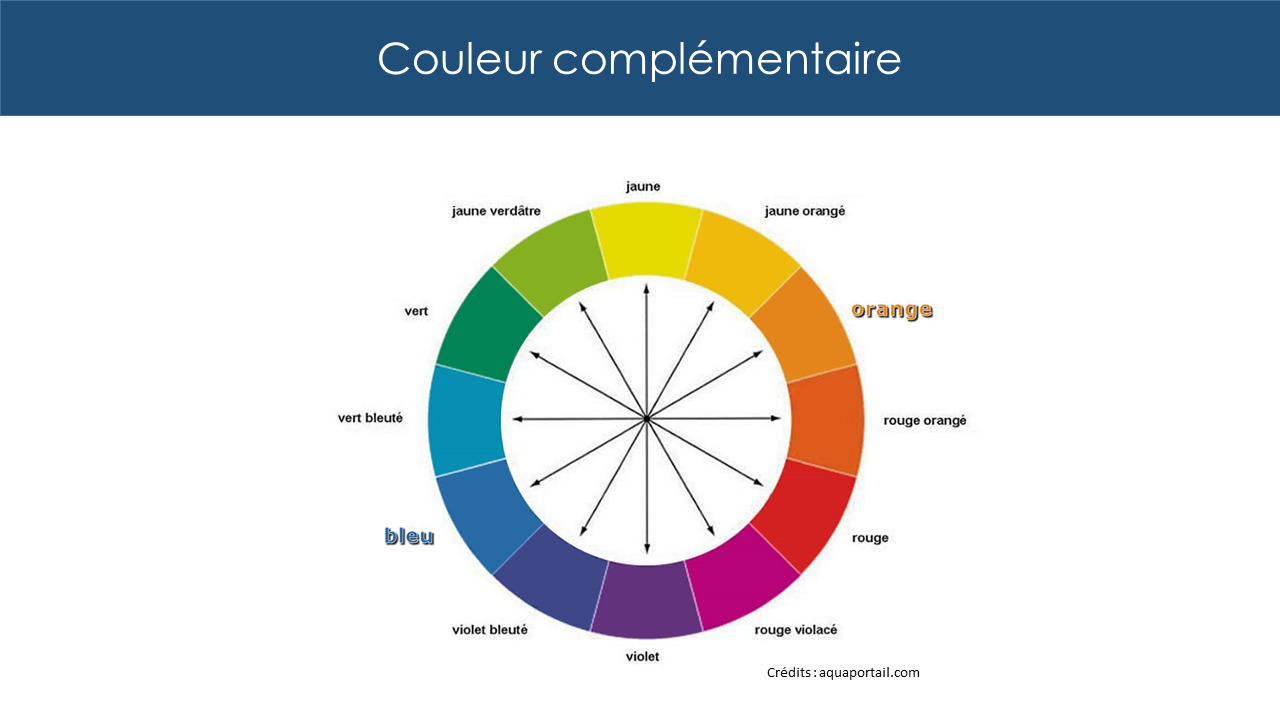 Couleur complémentaire
jaune
jaune verdâtre
jaune orangé
vert
orange
vert bleuté
rouge orangé
bleu
rouge
violet bleuté
rouge violacé
violet
Crédits : aquaportail.com